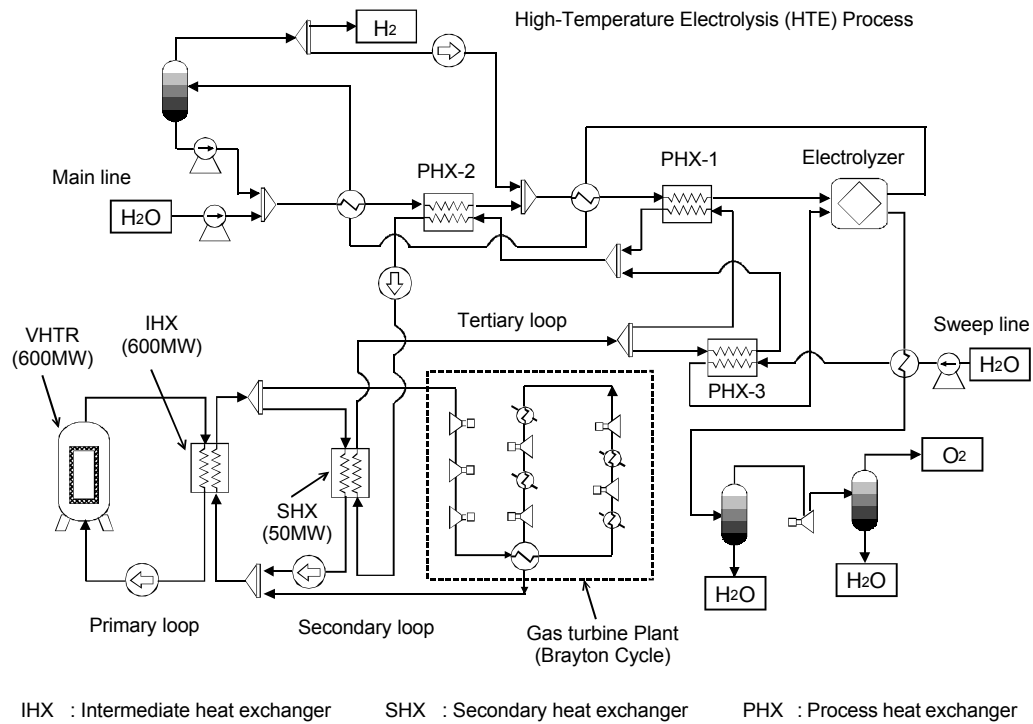 High-Temperature Electrolysis (HTE) Process
H2
PHX-2
PHX-1
Electrolyzer
Main line
H2O
Tertiary loop
Sweep line
H2O
VHTR
(600MW)
IHX
(600MW)
PHX-3
SHX
(50MW)
O2
H2O
H2O
Primary loop
Secondary loop
Gas turbine Plant
(Brayton Cycle)
IHX : Intermediate heat exchanger SHX : Secondary heat exchanger PHX : Process heat exchanger